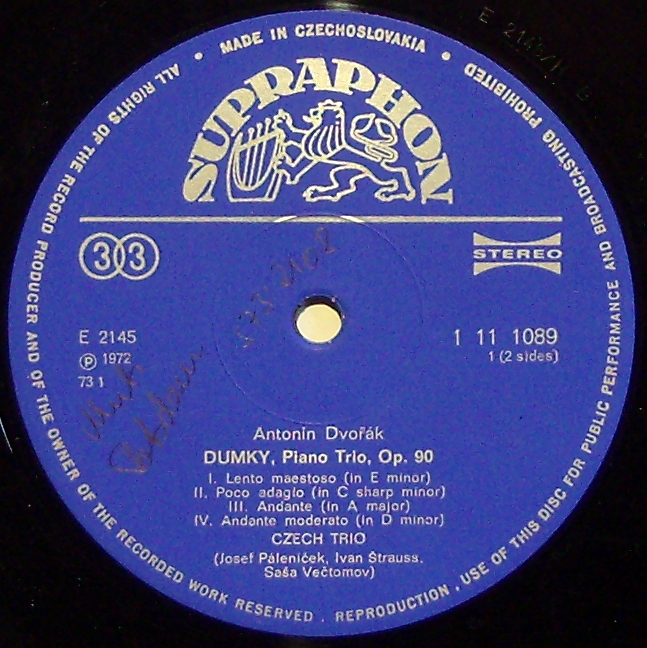 MADE IN CZECHOSLOVAKIA
ALL RIGHTS OF THE RECORD PRODUCER AND OF THE OWNER OF THE RECORDED WORK RESERVED . REPRODUCTION , USE OF THIS DISC FOR PUBLIC PERFORMANCE AND BROADCASTING PROHIBITED
SUPRAPHON
33
STEREO
E 2145
℗ 1972
73 1
1 11 1089
1 (2 sides)
Antonín Dvořák
DUMKY, Piano Trio, Op. 90
I. Lento maestoso (in E minor)
II. Poco adagio (in C sharp minor)
III. Andante (in A major)
IV. Andante moderato (in D minor)
CZECH TRIO
(Josef Páleníček, Ivan Štrauss,
Saša Večtomov)